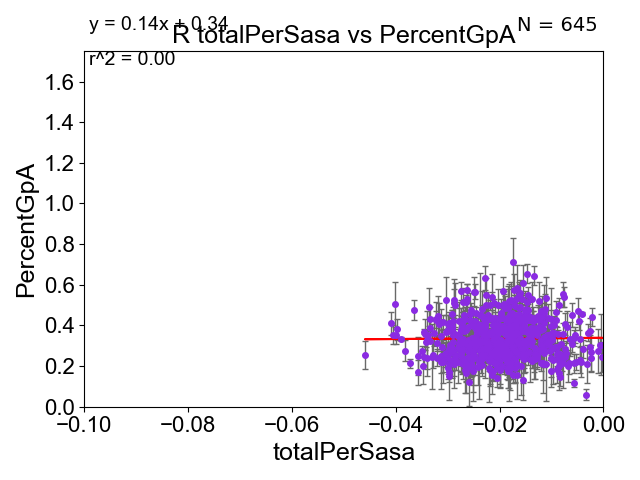 y = 0.14x + 0.34
R totalPerSasa vs PercentGpA
N = 645
r^2 = 0.00
PercentGpA
1.6
1.4
1.2
1.0
0.8
0.6
0.4
0.2
0.0
−0.10 −0.08 −0.06 −0.04 −0.02 0.00
totalPerSasa